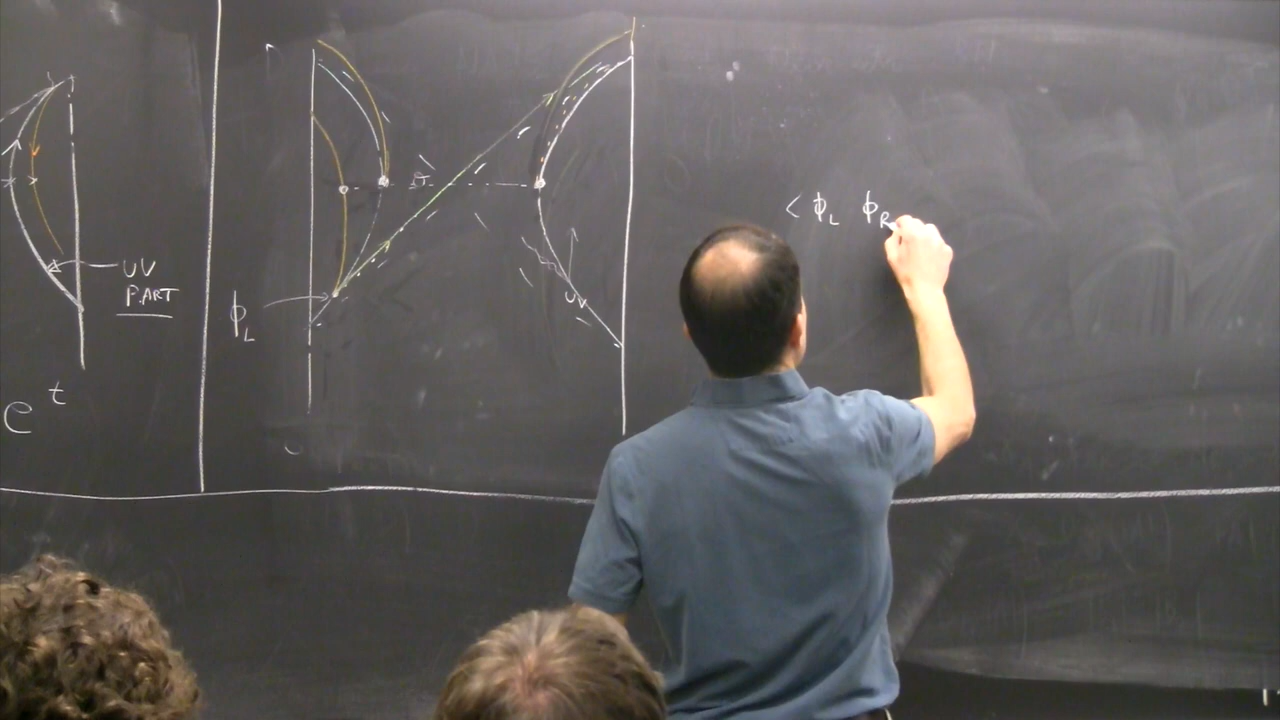 UV
PART
e^t
ϕ_L
UV
< ϕ_L ϕ_R